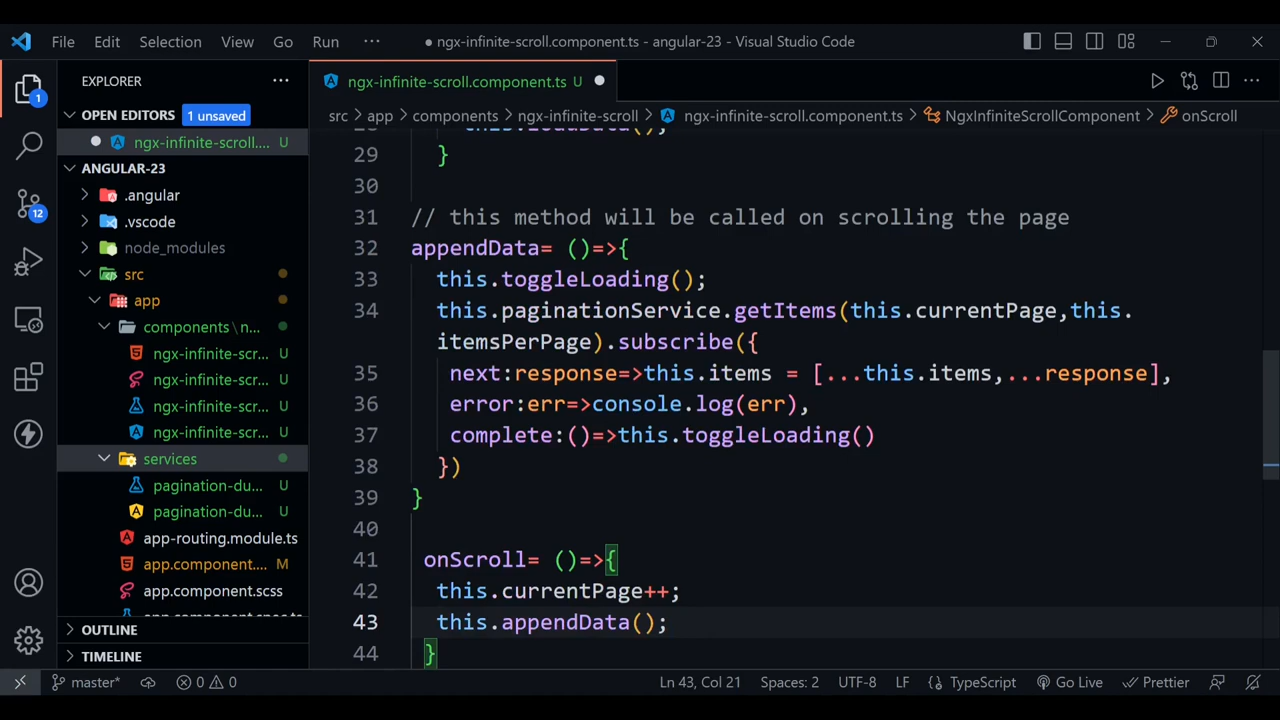 File Edit Selection View Go Run ··· ● ngx-infinite-scroll.component.ts - angular-23 - Visual Studio Code
EXPLORER ···
OPEN EDITORS 1 unsaved
ngx-infinite-scroll.... U
ANGULAR-23
.angular
.vscode
node_modules
src
app
components\n...
ngx-infinite-scr... U
ngx-infinite-scr... U
ngx-infinite-scr... U
ngx-infinite-scr... U
services
pagination-du... U
pagination-du... U
app-routing.module.ts
app.component.... M
app.component.scss
OUTLINE
TIMELINE
1
12
ngx-infinite-scroll.component.ts U
src > app > components > ngx-infinite-scroll > ngx-infinite-scroll.component.ts > NgxInfiniteScrollComponent > onScroll
29 }
30
31 // this method will be called on scrolling the page
32 appendData= ()=>{
33 this.toggleLoading();
34 this.paginationService.getItems(this.currentPage,this.
itemsPerPage).subscribe({
35 next:response=>this.items = [...this.items,...response],
36 error:err=>console.log(err),
37 complete:()=>this.toggleLoading()
38 })
39 }
40
41 onScroll= ()=>{
42 this.currentPage++;
43 this.appendData();
44 }
master* 0 0 Ln 43, Col 21 Spaces: 2 UTF-8 LF TypeScript Go Live Prettier